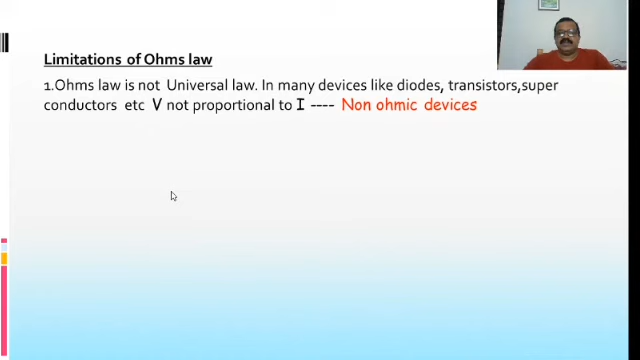 Limitations of Ohms law
1.Ohms law is not Universal law. In many devices like diodes, transistors,super
conductors etc V not proportional to I ---- Non ohmic devices